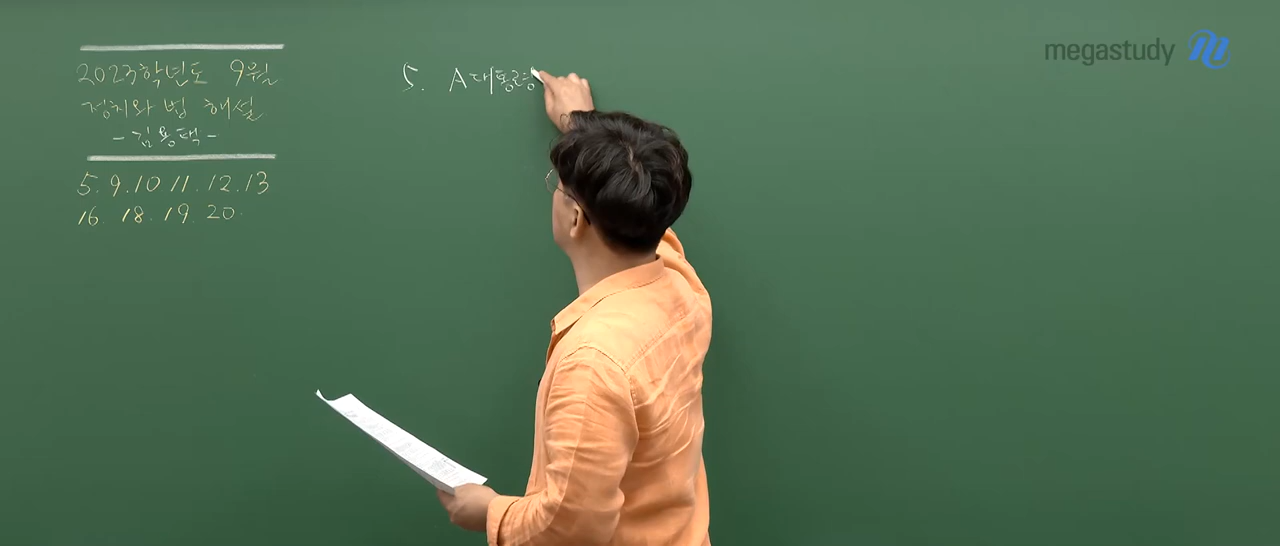 2023학년도 9월
정치와 법 해설
- 김용택 -
5. 9. 10 11. 12. 13
16. 18. 19. 20.
5. A대통령
megastudy